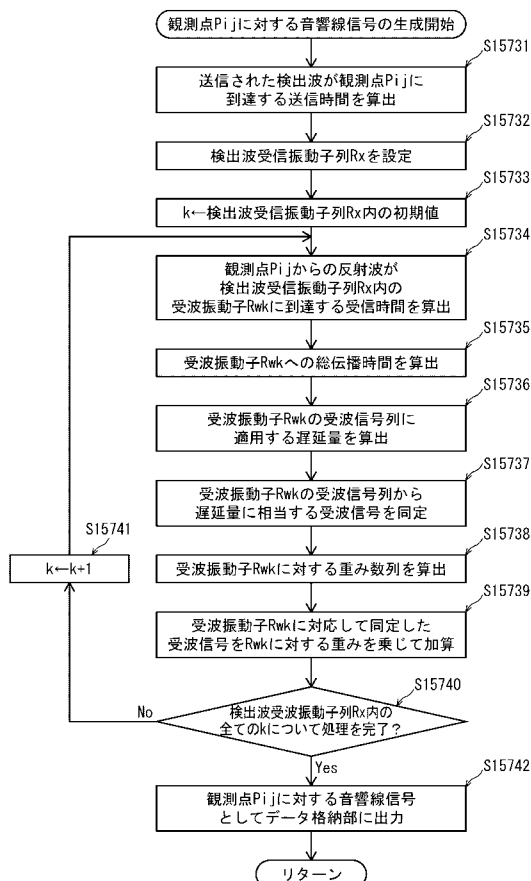 観測点Pijに対する音響線信号の生成開始
S15731
送信された検出波が観測点Pijに
到達する送信時間を算出
S15732
検出波受信振動子列Rxを設定
S15733
k←検出波受信振動子列Rx内の初期値
S15734
観測点Pijからの反射波が
検出波受信振動子列Rx内の
受波振動子Rwkに到達する受信時間を算出
S15735
受波振動子Rwkへの総伝播時間を算出
S15736
受波振動子Rwkの受波信号列に
適用する遅延量を算出
S15737
受波振動子Rwkの受波信号列から
遅延量に相当する受波信号を同定
S15741
k←k+1
S15738
受波振動子Rwkに対する重み数列を算出
S15739
受波振動子Rwkに対応して同定した
受波信号をRwkに対する重みを乗じて加算
S15740
No
検出波受波振動子列Rx内の
全てのkについて処理を完了?
Yes
S15742
観測点Pijに対する音響線信号
としてデータ格納部に出力
リターン